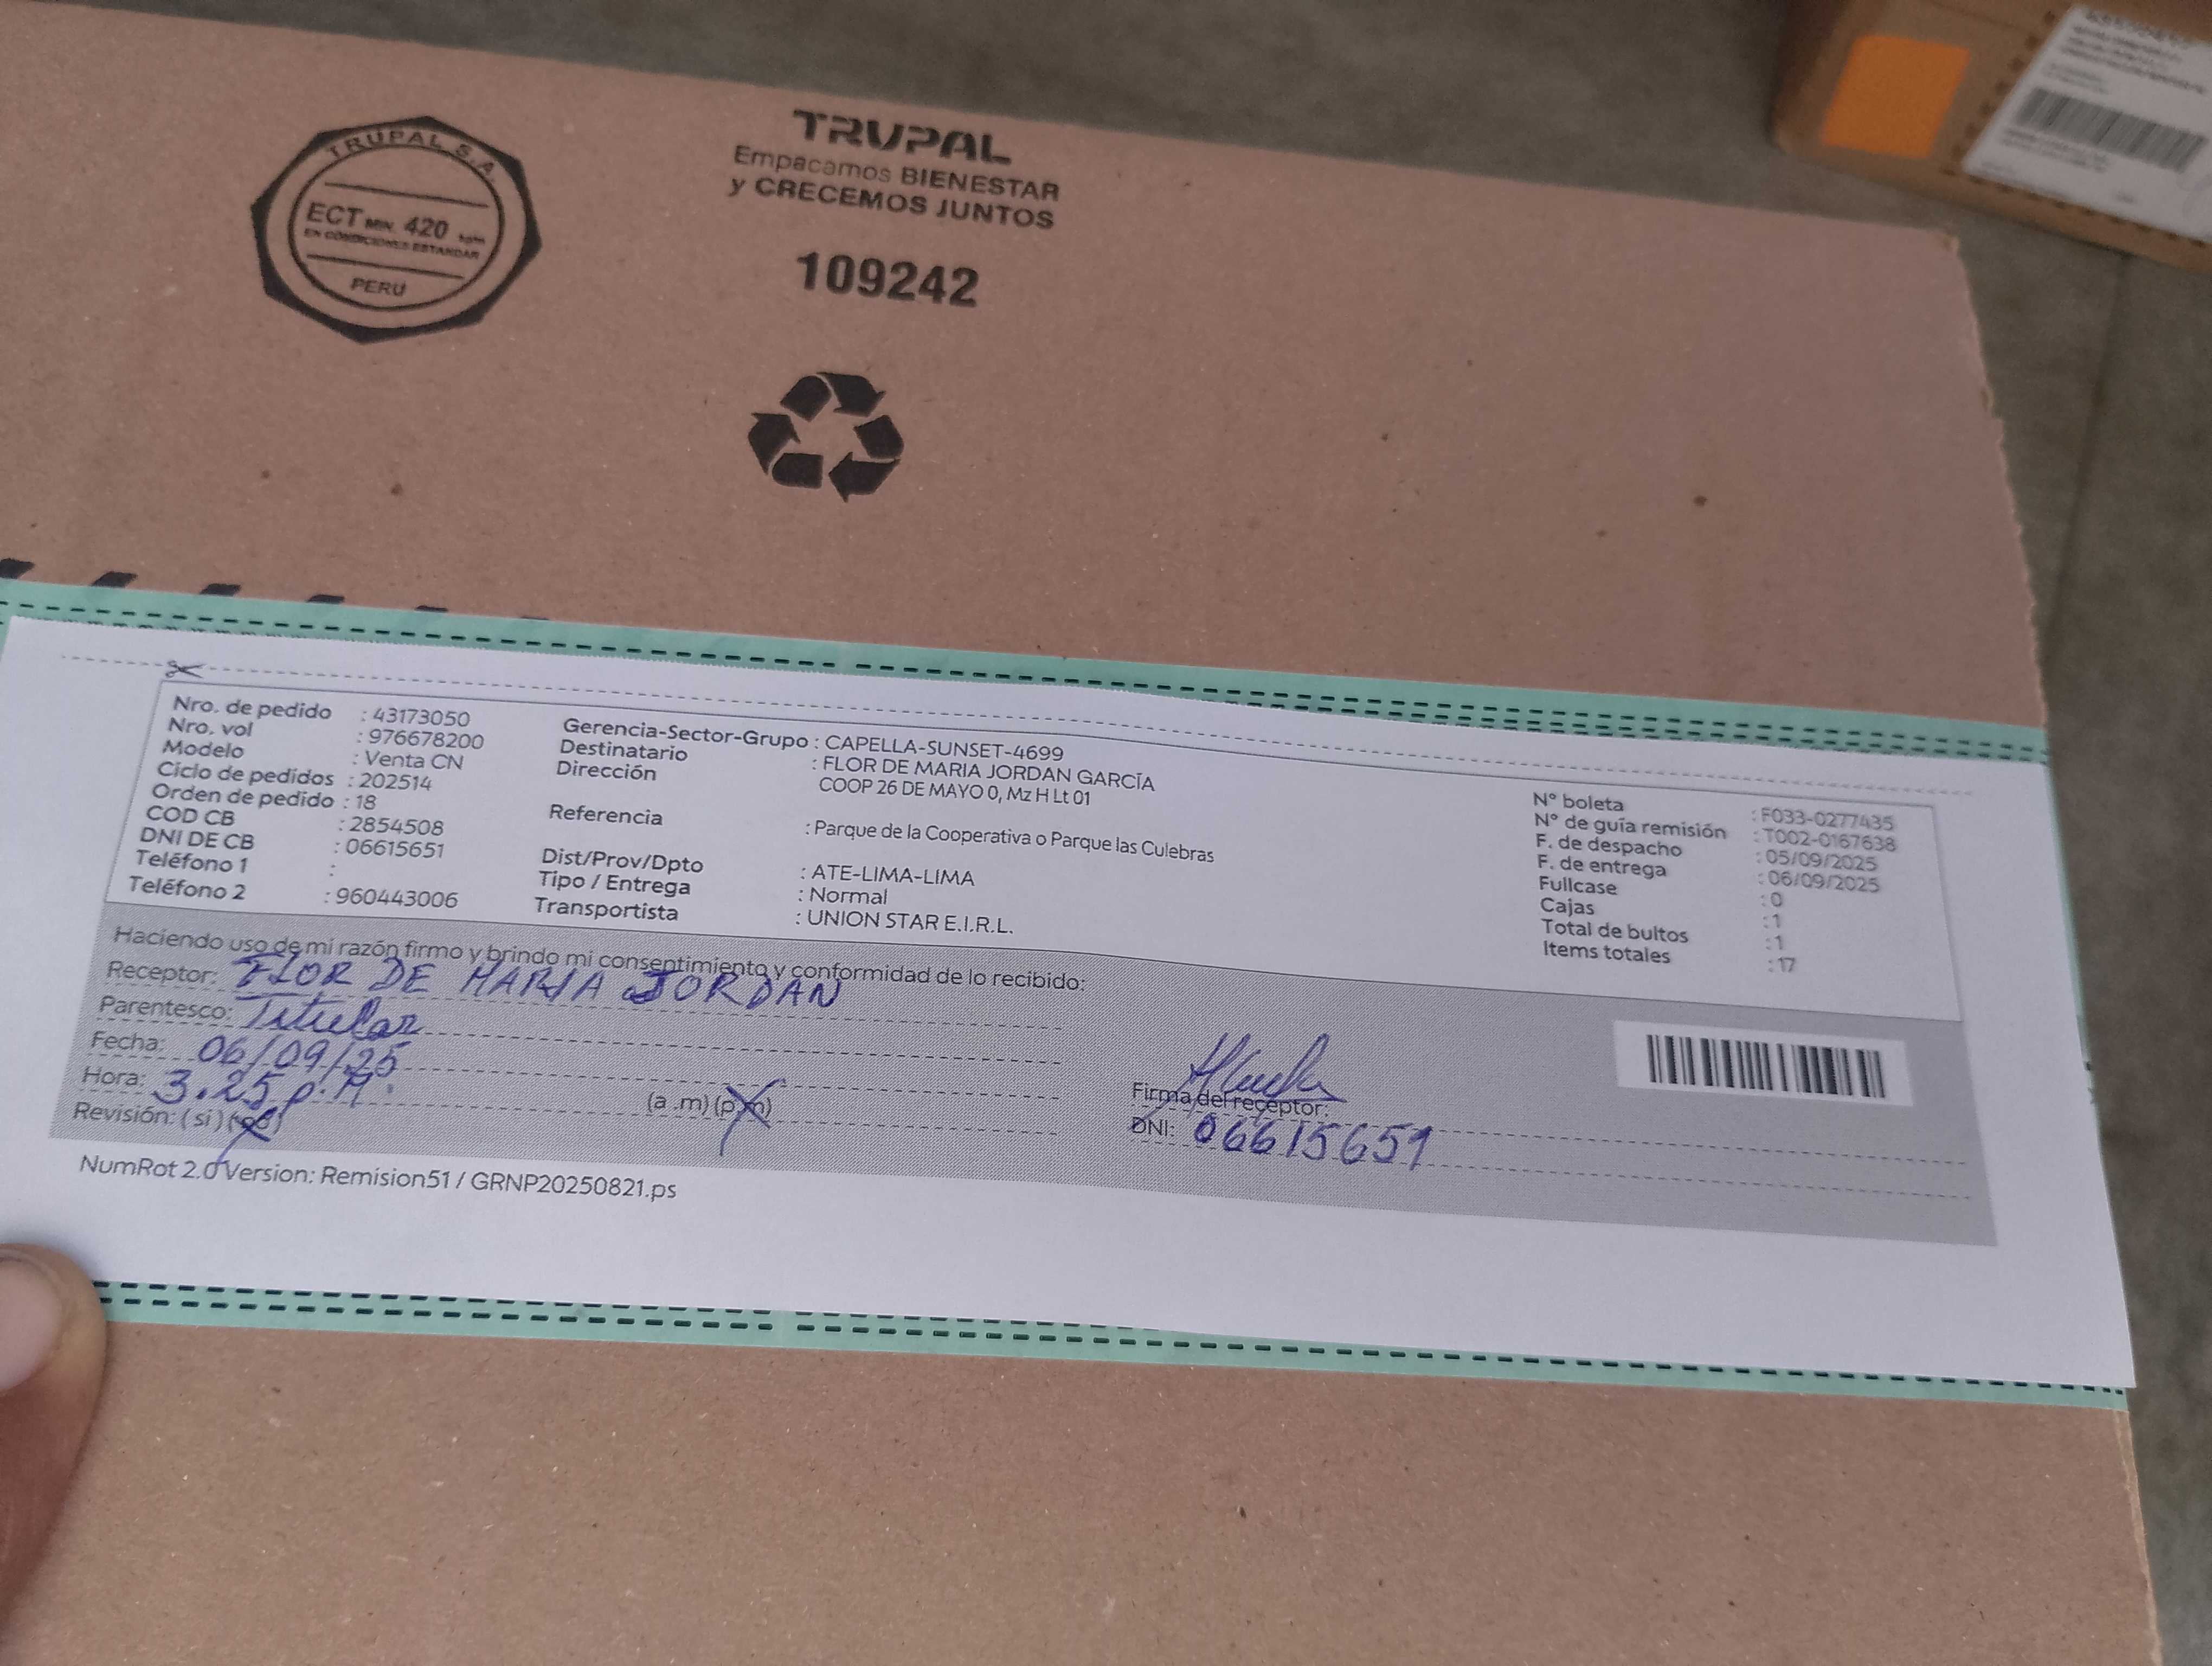 TRUPAL S.A.
ECT MIN. 420
EN CONDICIONES ESTANDAR
PERU
TRUPAL
Empacamos BIENESTAR
y CRECEMOS JUNTOS
109242
Nro. de pedido : 43173050
Nro. vol : 976678200
Modelo : Venta CN
Ciclo de pedidos : 202514
Orden de pedido : 18
COD CB : 2854508
DNI DE CB : 06615651
Teléfono 1 :
Teléfono 2 : 960443006
Gerencia-Sector-Grupo : CAPELLA-SUNSET-4699
Destinatario : FLOR DE MARIA JORDAN GARCÍA
Dirección COOP 26 DE MAYO 0, Mz H Lt 01
Referencia : Parque de la Cooperativa o Parque las Culebras
Dist/Prov/Dpto : ATE-LIMA-LIMA
Tipo / Entrega : Normal
Transportista : UNION STAR E.I.R.L.
N° boleta : F033-0277435
N° de guía remisión : T002-0167638
F. de despacho : 05/09/2025
F. de entrega : 06/09/2025
Fullcase : 0
Cajas : 1
Total de bultos : 1
Items totales : 17
Haciendo uso de mi razón firmo y brindo mi consentimiento y conformidad de lo recibido:
Receptor: FLOR DE MARIA JORDAN
Parentesco: Titular
Fecha: 06/09/25
Hora: 3.25 p.M. (a .m) (p.m)
Revisión: ( si ) (no)
Firma del receptor:
DNI: 06615651
NumRot 2.0 Version: Remision51 / GRNP20250821.ps